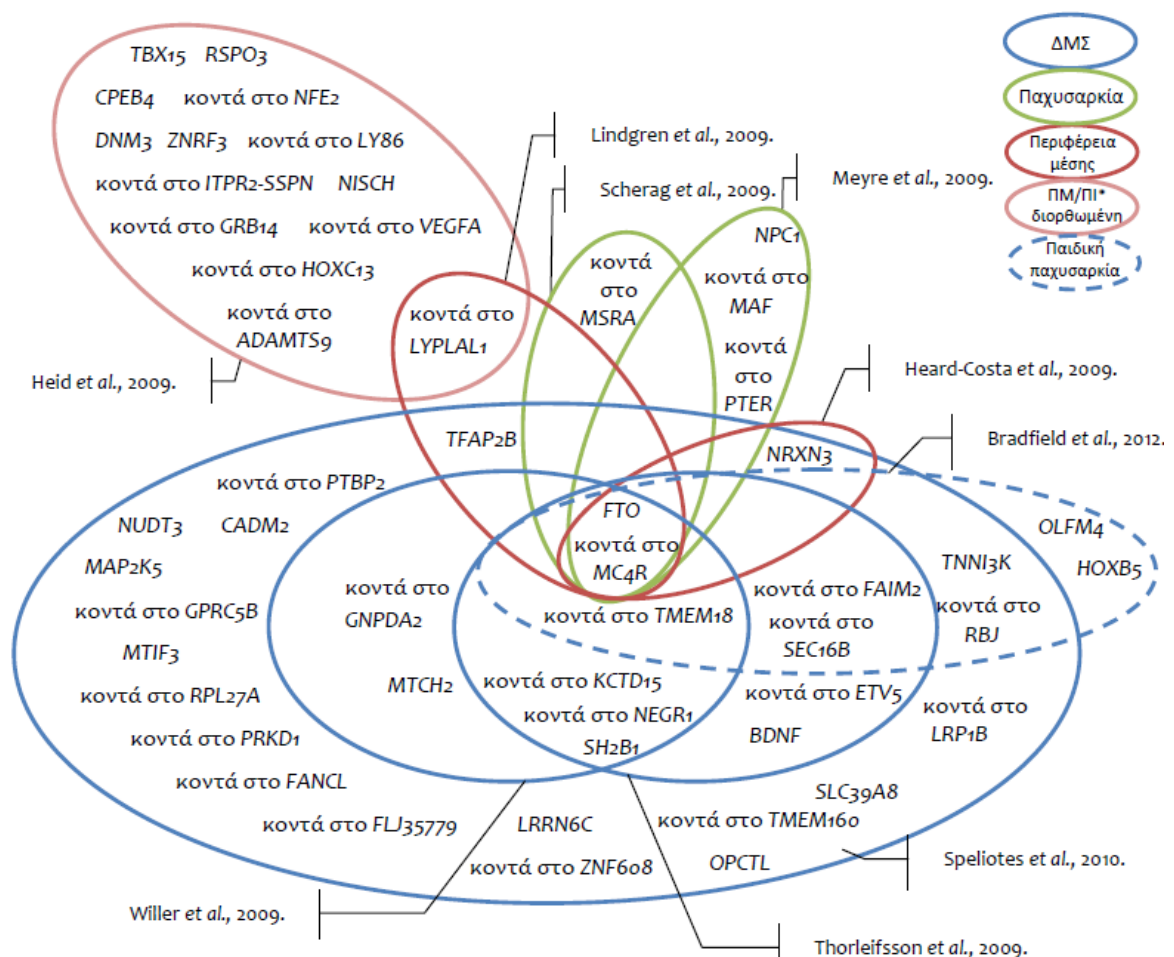 TBX15 RSPO3
CPEB4 κοντά στο NFE2
DNM3 ZNRF3 κοντά στο LY86
κοντά στο ITPR2-SSPN NISCH
κοντά στο GRB14 κοντά στο VEGFA
κοντά στο HOXC13
κοντά στο
ADAMTS9
κοντά στο
LYPLAL1
Heid et al., 2009.
Lindgren et al., 2009.
Scherag et al., 2009.
Meyre et al., 2009.
ΔΜΣ
Παχυσαρκία
Περιφέρεια
μέσης
ΠΜ/ΠΙ*
διορθωμένη
Παιδική
παχυσαρκία
κοντά
στο
MSRA
NPC1
κοντά στο
MAF
κοντά
στο
PTER
Heard-Costa et al., 2009.
Bradfield et al., 2012.
TFAP2B
NRXN3
κοντά στο PTBP2
NUDT3 CADM2
MAP2K5
κοντά στο GPRC5B
MTIF3
κοντά στο RPL27A
κοντά στο PRKD1
κοντά στο FANCL
κοντά στο FLJ35779
κοντά στο
GNPDA2
MTCH2
FTO
κοντά στο
MC4R
κοντά στο TMEM18
κοντά στο KCTD15
κοντά στο NEGR1
SH2B1
κοντά στο FAIM2
κοντά στο
SEC16B
κοντά στο ETV5
BDNF
TNNI3K
κοντά στο
RBJ
OLFM4
HOXB5
κοντά στο
LRP1B
LRRN6C
κοντά στο ZNF608
SLC39A8
κοντά στο TMEM160
OPCTL
Speliotes et al., 2010.
Willer et al., 2009.
Thorleifsson et al., 2009.